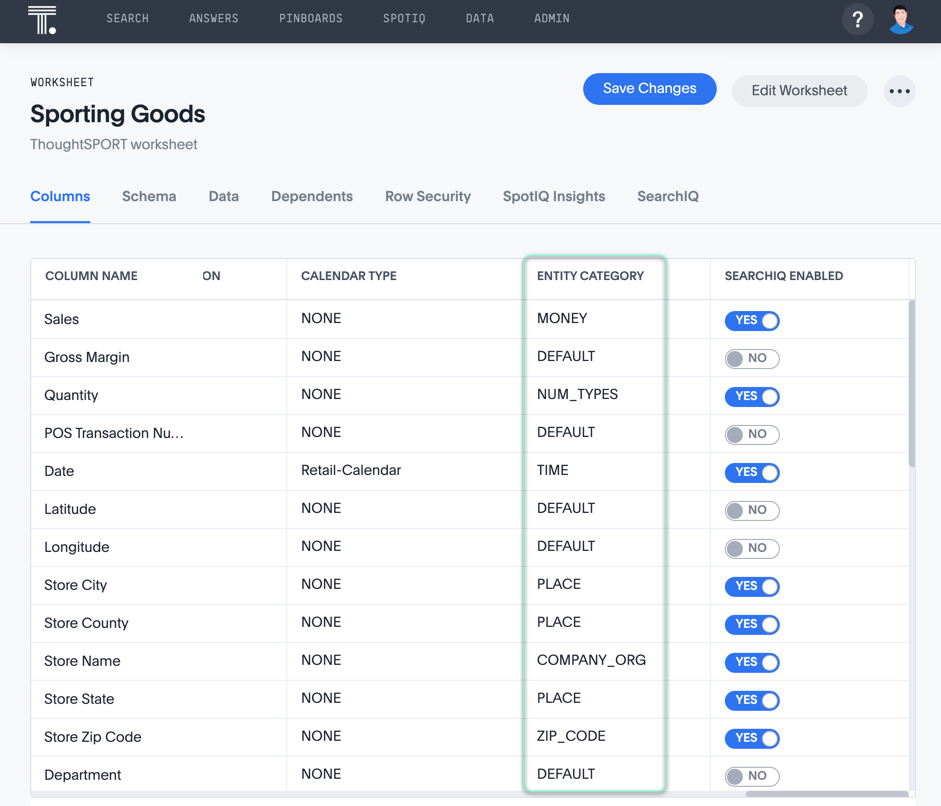 SEARCH ANSWERS PINBOARDS SPOTIQ DATA ADMIN ?
WORKSHEET
Sporting Goods
ThoughtSPORT worksheet
Save Changes Edit Worksheet
Columns Schema Data Dependents Row Security SpotIQ Insights SearchIQ
COLUMN NAME ON CALENDAR TYPE ENTITY CATEGORY SEARCHIQ ENABLED
Sales NONE MONEY YES
Gross Margin NONE DEFAULT NO
Quantity NONE NUM_TYPES YES
POS Transaction Nu... NONE DEFAULT NO
Date Retail-Calendar TIME YES
Latitude NONE DEFAULT NO
Longitude NONE DEFAULT NO
Store City NONE PLACE YES
Store County NONE PLACE YES
Store Name NONE COMPANY_ORG YES
Store State NONE PLACE YES
Store Zip Code NONE ZIP_CODE YES
Department NONE DEFAULT NO